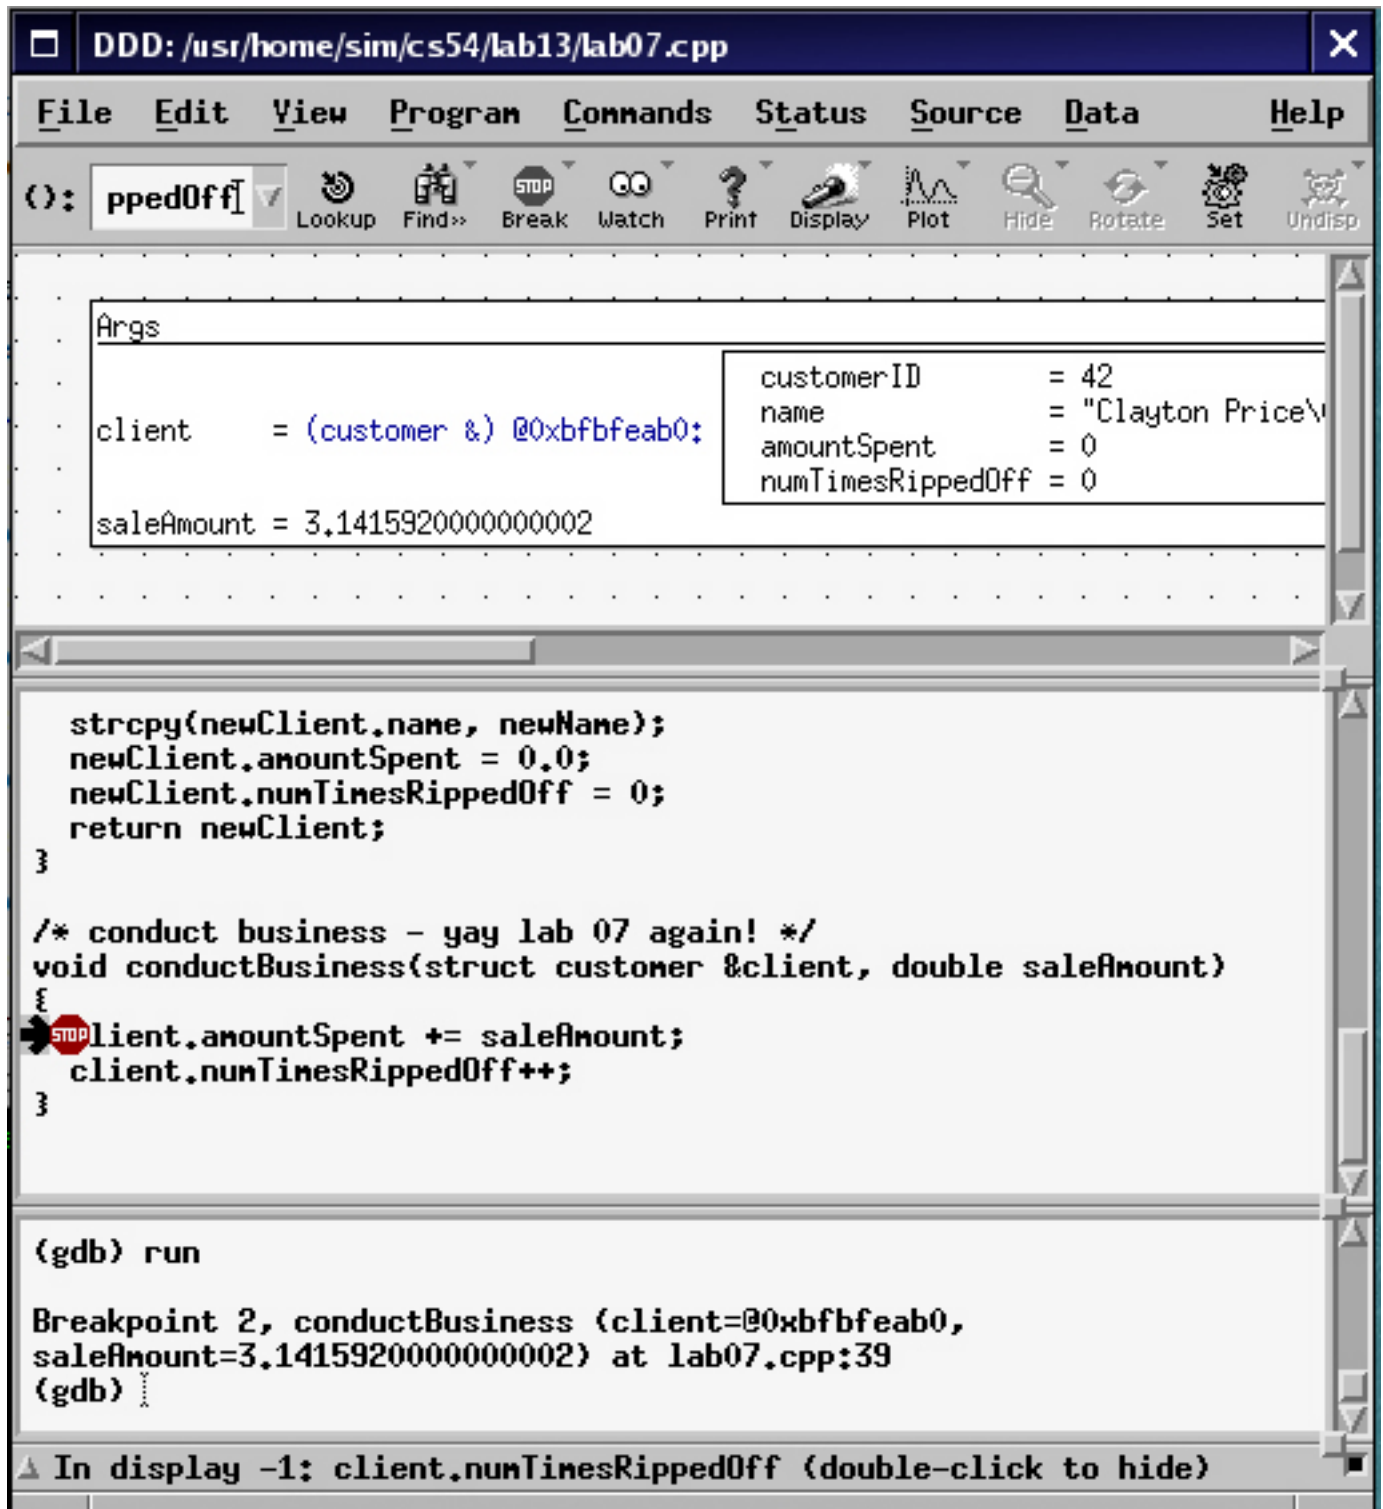 DDD: /usr/home/sim/cs54/lab13/lab07.cpp
File Edit View Program Commands Status Source Data Help
(): ppedOff Lookup Find» Break Watch Print Display Plot Hide Rotate Set Undisp
STOP
Args
client = (customer &) @0xbfbfeab0:
customerID = 42
name = "Clayton Price\
amountSpent = 0
numTimesRippedOff = 0
saleAmount = 3.1415920000000002
strcpy(newClient.name, newName);
newClient.amountSpent = 0.0;
newClient.numTimesRippedOff = 0;
return newClient;
}
/* conduct business - yay lab 07 again! */
void conductBusiness(struct customer &client, double saleAmount)
{
STOP lient.amountSpent += saleAmount;
client.numTimesRippedOff++;
}
(gdb) run
Breakpoint 2, conductBusiness (client=@0xbfbfeab0,
saleAmount=3.1415920000000002) at lab07.cpp:39
(gdb)
In display -1: client.numTimesRippedOff (double-click to hide)